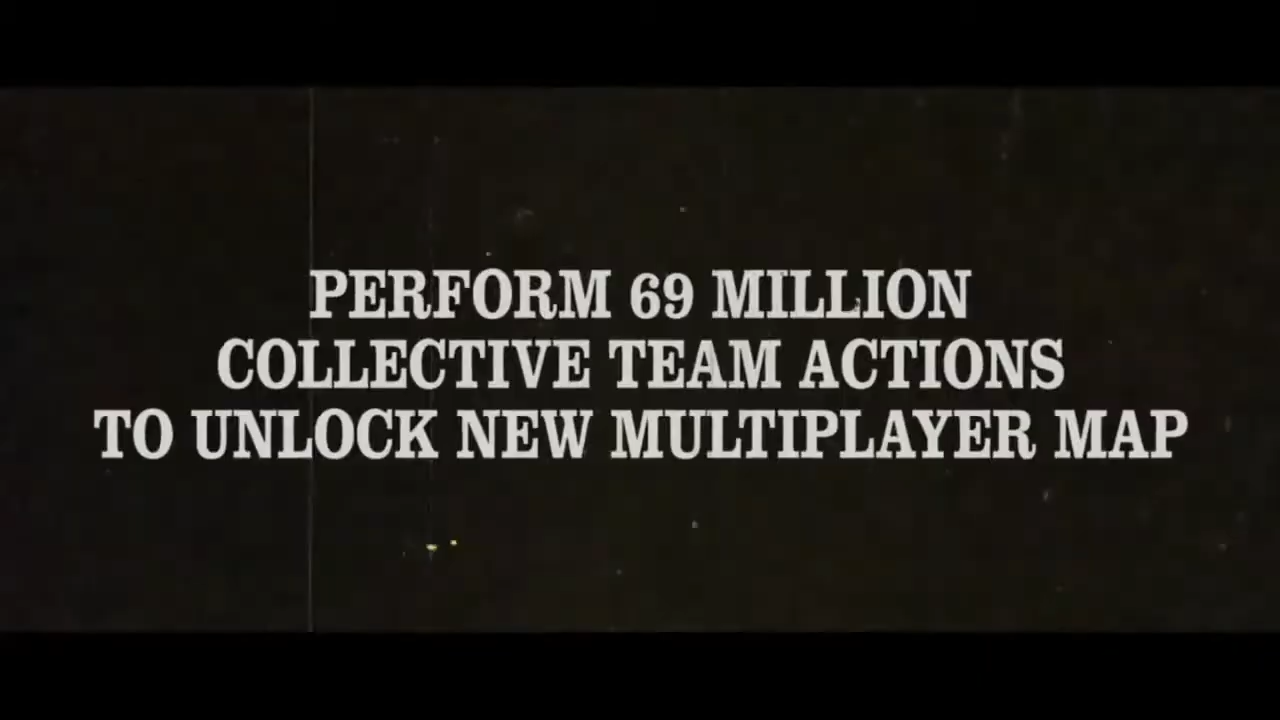 PERFORM 69 MILLION
COLLECTIVE TEAM ACTIONS
TO UNLOCK NEW MULTIPLAYER MAP